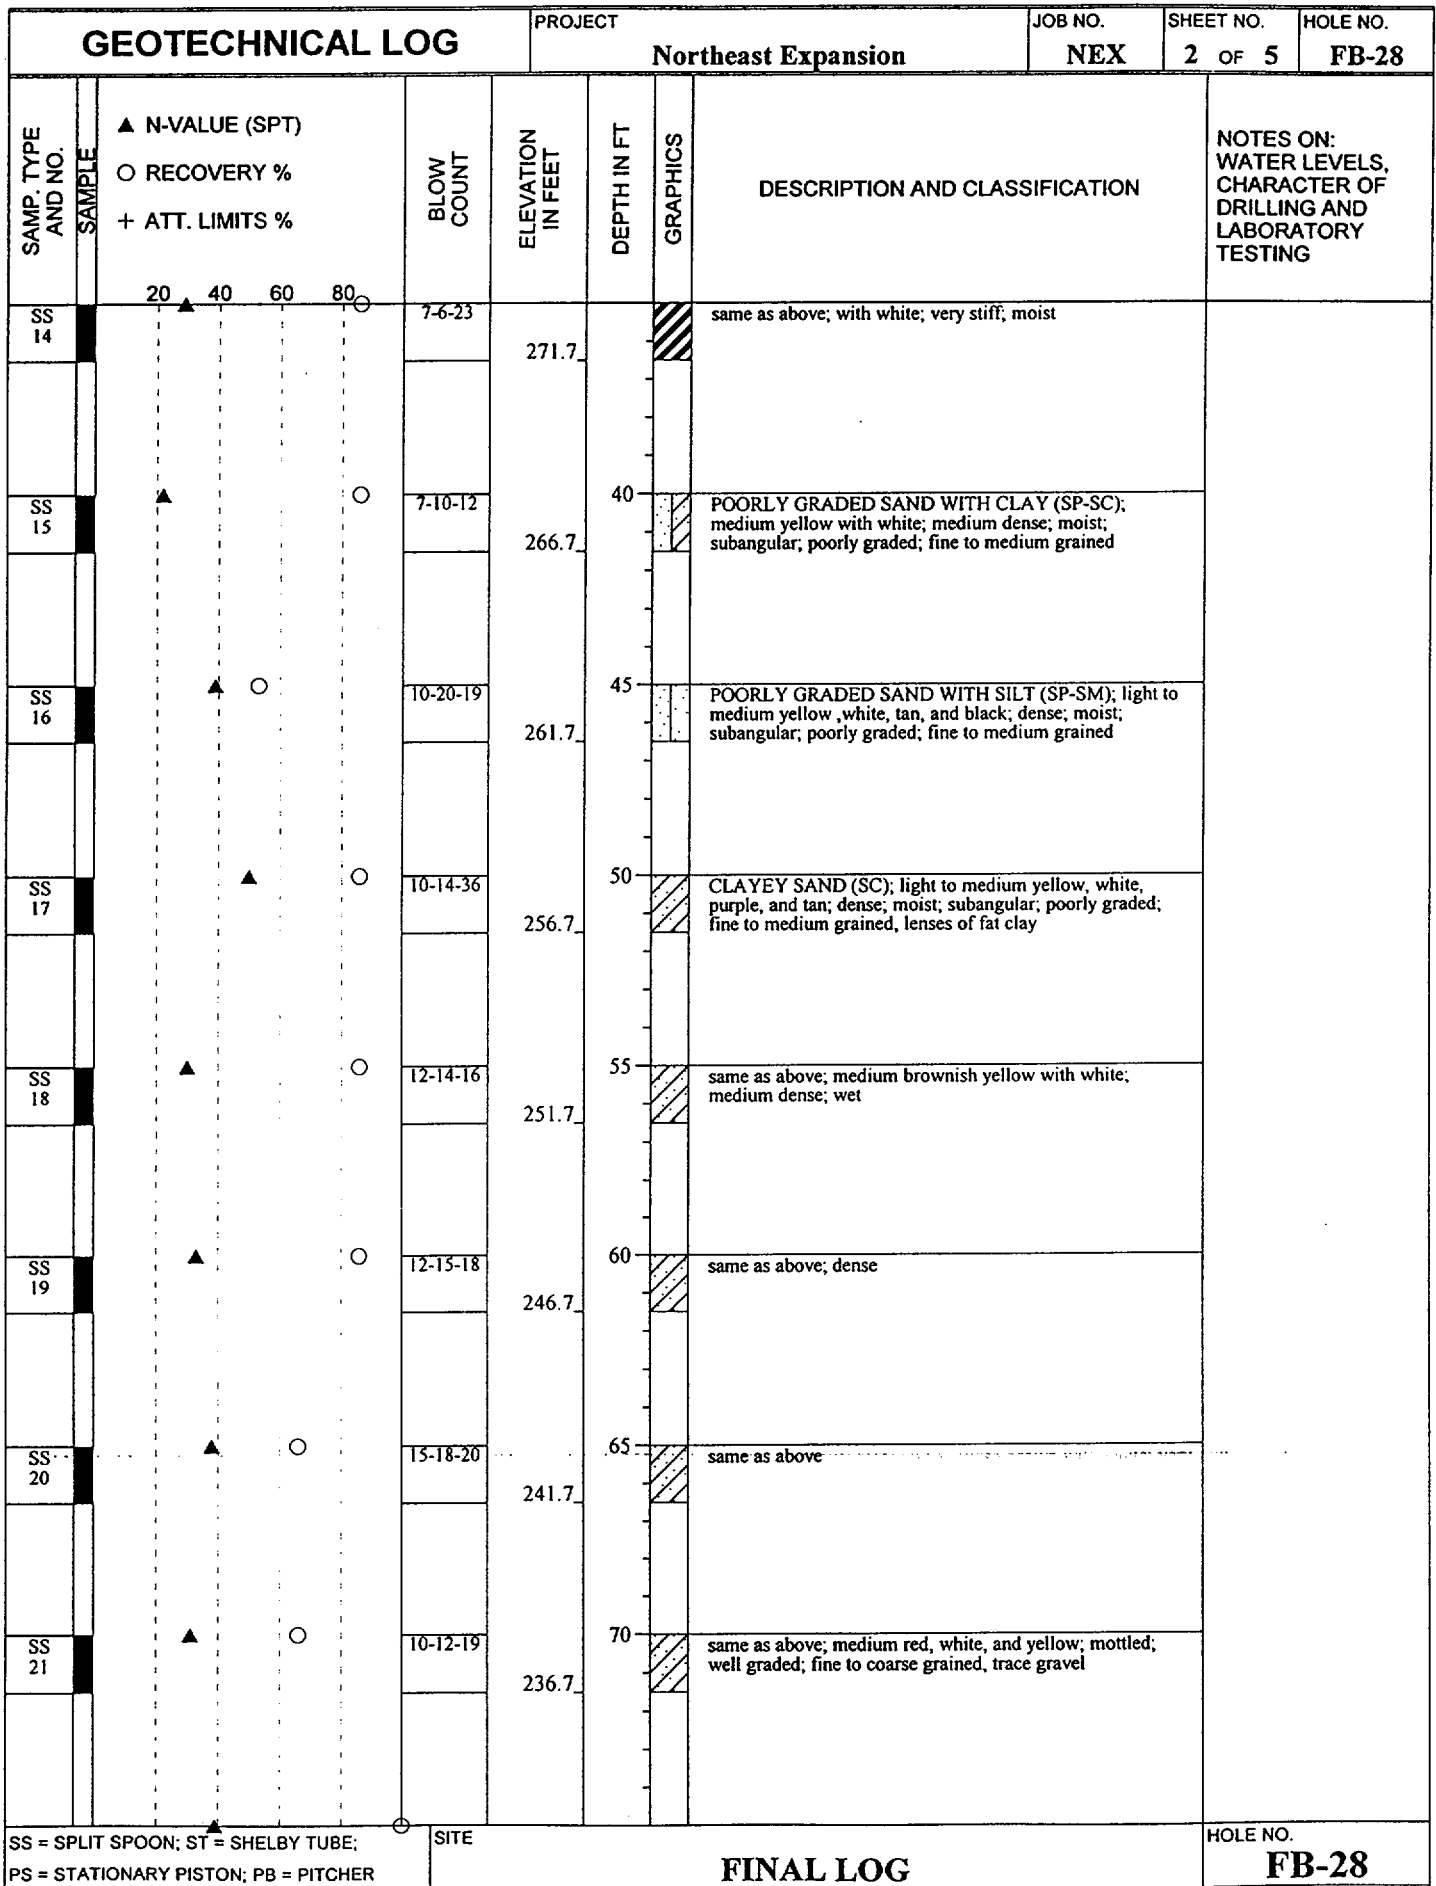 GEOTECHNICAL LOG
PROJECT
Northeast Expansion
JOB NO.
NEX
SHEET NO.
2 OF 5
HOLE NO.
FB-28
SAMP. TYPE
AND NO.
SAMPLE
▲ N-VALUE (SPT)
○ RECOVERY %
+ ATT. LIMITS %
20 40 60 80
BLOW
COUNT
ELEVATION
IN FEET
DEPTH IN FT
GRAPHICS
DESCRIPTION AND CLASSIFICATION
NOTES ON:
WATER LEVELS,
CHARACTER OF
DRILLING AND
LABORATORY
TESTING
SS
14
7-6-23
271.7
same as above; with white; very stiff; moist
SS
15
7-10-12
266.7
40
POORLY GRADED SAND WITH CLAY (SP-SC);
medium yellow with white; medium dense; moist;
subangular; poorly graded; fine to medium grained
SS
16
10-20-19
261.7
45
POORLY GRADED SAND WITH SILT (SP-SM); light to
medium yellow ,white, tan, and black; dense; moist;
subangular; poorly graded; fine to medium grained
SS
17
10-14-36
256.7
50
CLAYEY SAND (SC); light to medium yellow, white,
purple, and tan; dense; moist; subangular; poorly graded;
fine to medium grained, lenses of fat clay
SS
18
12-14-16
251.7
55
same as above; medium brownish yellow with white;
medium dense; wet
SS
19
12-15-18
246.7
60
same as above; dense
SS
20
15-18-20
241.7
65
same as above
SS
21
10-12-19
236.7
70
same as above; medium red, white, and yellow; mottled;
well graded; fine to coarse grained, trace gravel
SS = SPLIT SPOON; ST = SHELBY TUBE;
PS = STATIONARY PISTON; PB = PITCHER
SITE
FINAL LOG
HOLE NO.
FB-28